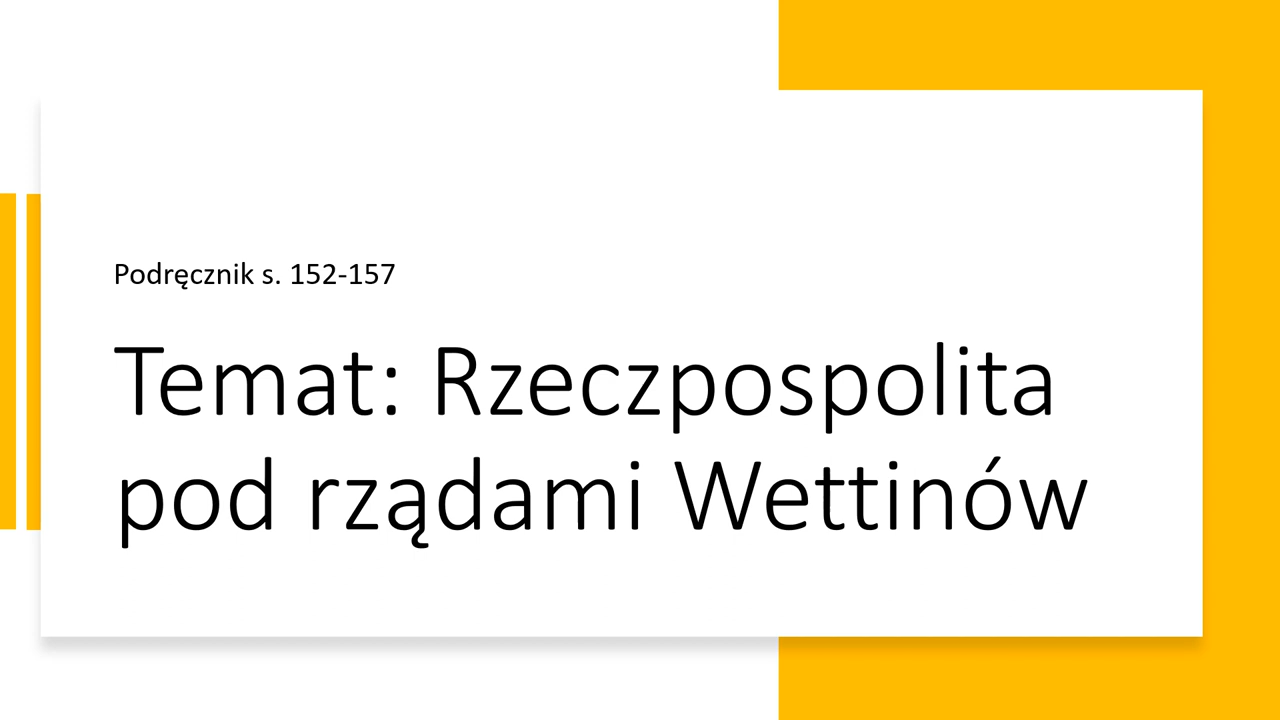 Podręcznik s. 152-157
Temat: Rzeczpospolita
pod rządami Wettinów